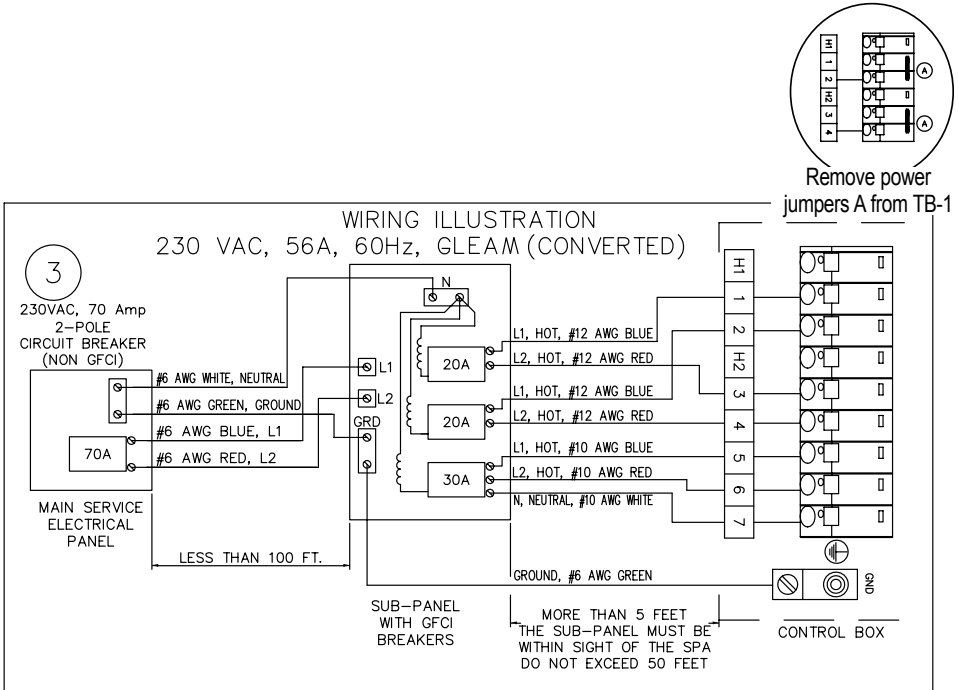 H1
1
2
H2
3
4
A
A
Remove power
jumpers A from TB-1
WIRING ILLUSTRATION
230 VAC, 56A, 60Hz, GLEAM (CONVERTED)
3
230VAC, 70 Amp
2-POLE
CIRCUIT BREAKER
(NON GFCI)
#6 AWG WHITE, NEUTRAL
#6 AWG GREEN, GROUND
#6 AWG BLUE, L1
#6 AWG RED, L2
70A
MAIN SERVICE
ELECTRICAL
PANEL
LESS THAN 100 FT.
N
L1
L2
GRD
20A
20A
30A
SUB-PANEL
WITH GFCI
BREAKERS
L1, HOT, #12 AWG BLUE
L2, HOT, #12 AWG RED
L1, HOT, #12 AWG BLUE
L2, HOT, #12 AWG RED
L1, HOT, #10 AWG BLUE
L2, HOT, #10 AWG RED
N, NEUTRAL, #10 AWG WHITE
GROUND, #6 AWG GREEN
MORE THAN 5 FEET
THE SUB-PANEL MUST BE
WITHIN SIGHT OF THE SPA
DO NOT EXCEED 50 FEET
H1
1
2
H2
3
4
5
6
7
GND
CONTROL BOX